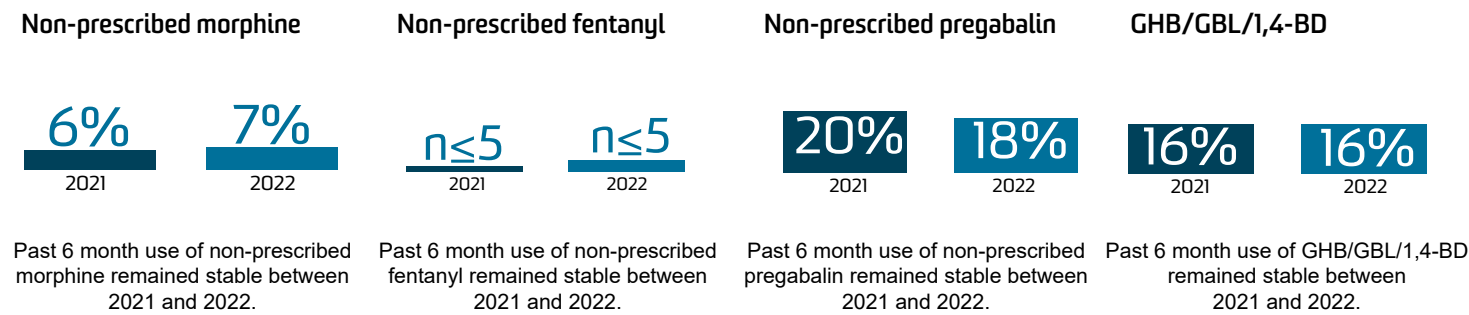 Non-prescribed morphine
6%
7%
2021
2022
Past 6 month use of non-prescribed
morphine remained stable between
2021 and 2022.
Non-prescribed fentanyl
n≤5
n≤5
2021
2022
Past 6 month use of non-prescribed
fentanyl remained stable between
2021 and 2022.
Non-prescribed pregabalin
20%
18%
2021
2022
Past 6 month use of non-prescribed
pregabalin remained stable between
2021 and 2022.
GHB/GBL/1,4-BD
16%
16%
2021
2022
Past 6 month use of GHB/GBL/1,4-BD
remained stable between
2021 and 2022.